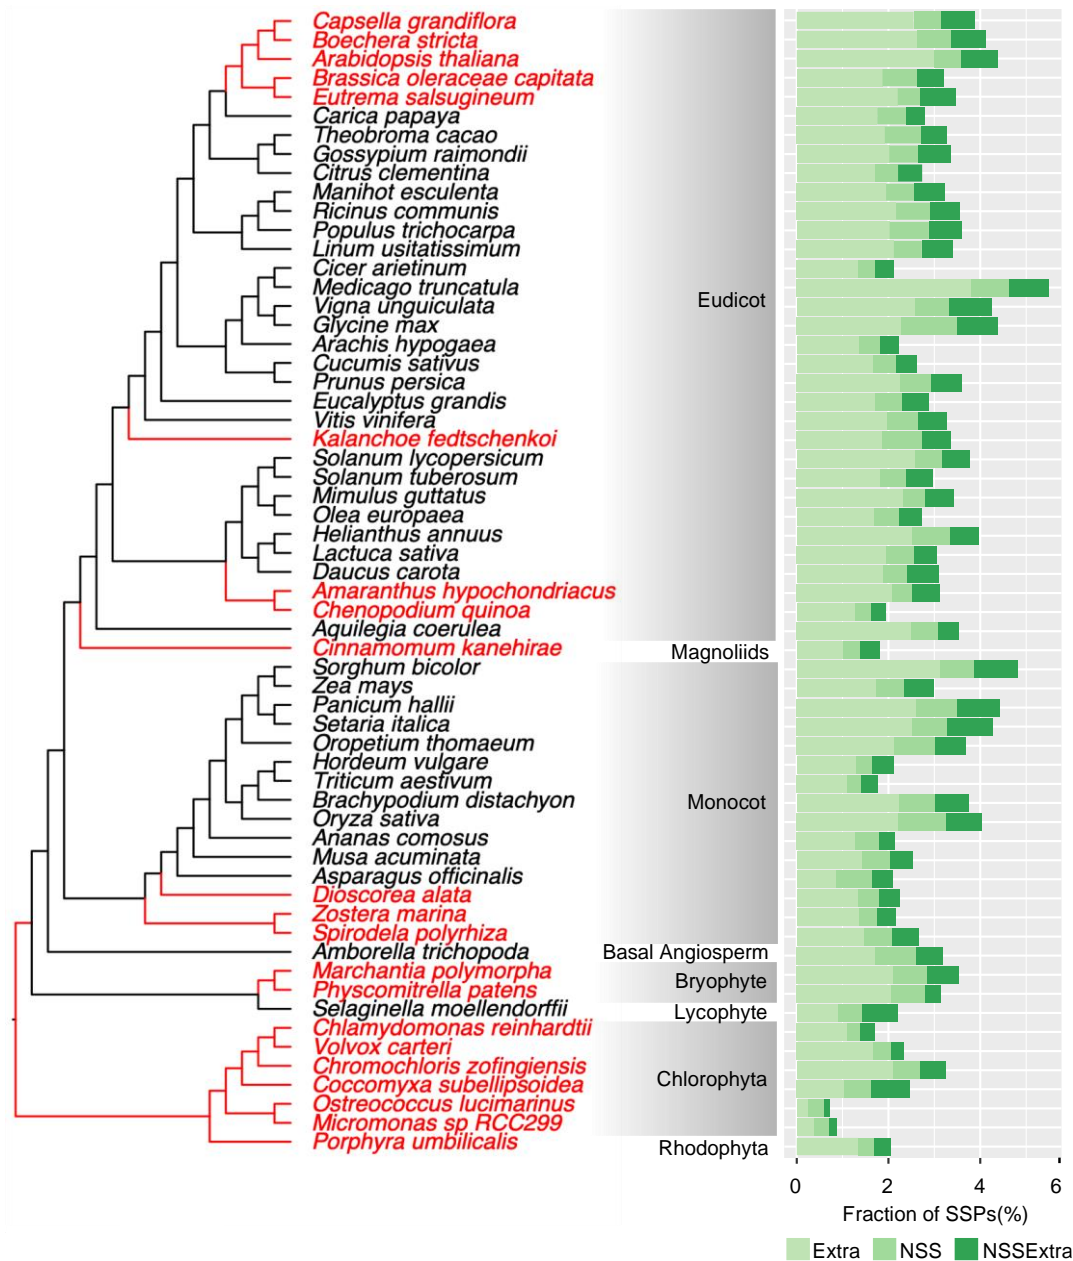 Capsella grandiflora
Boechera stricta
Arabidopsis thaliana
Brassica oleraceae capitata
Eutrema salsugineum
Carica papaya
Theobroma cacao
Gossypium raimondii
Citrus clementina
Manihot esculenta
Ricinus communis
Populus trichocarpa
Linum usitatissimum
Cicer arietinum
Medicago truncatula
Vigna unguiculata
Eudicot
Glycine max
Arachis hypogaea
Cucumis sativus
Prunus persica
Eucalyptus grandis
Vitis vinifera
Kalanchoe fedtschenkoi
Solanum lycopersicum
Solanum tuberosum
Mimulus guttatus
Olea europaea
Helianthus annuus
Lactuca sativa
Daucus carota
Amaranthus hypochondriacus
Chenopodium quinoa
Aquilegia coerulea
Cinnamomum kanehirae
Magnoliids
Sorghum bicolor
Zea mays
Panicum hallii
Setaria italica
Oropetium thomaeum
Hordeum vulgare
Triticum aestivum
Brachypodium distachyon
Monocot
Oryza sativa
Ananas comosus
Musa acuminata
Asparagus officinalis
Dioscorea alata
Zostera marina
Spirodela polyrhiza
Amborella trichopoda
Basal Angiosperm
Marchantia polymorpha
Bryophyte
Physcomitrella patens
Selaginella moellendorffii
Lycophyte
Chlamydomonas reinhardtii
Volvox carteri
Chromochloris zofingiensis
Chlorophyta
Coccomyxa subellipsoidea
Ostreococcus lucimarinus
Micromonas sp RCC299
Porphyra umbilicalis
Rhodophyta
0 2 4 6
Fraction of SSPs(%)
Extra NSS NSSExtra